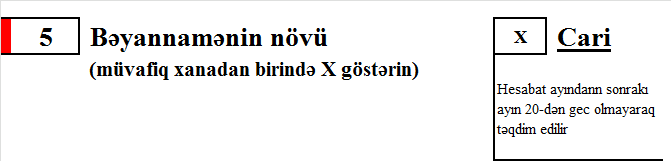 5 Bəyannamənin növü X Cari
(müvafiq xanadan birində X göstərin)
Hesabat ayındann sonrakı
ayın 20-dən gec olmayaraq
təqdim edilir